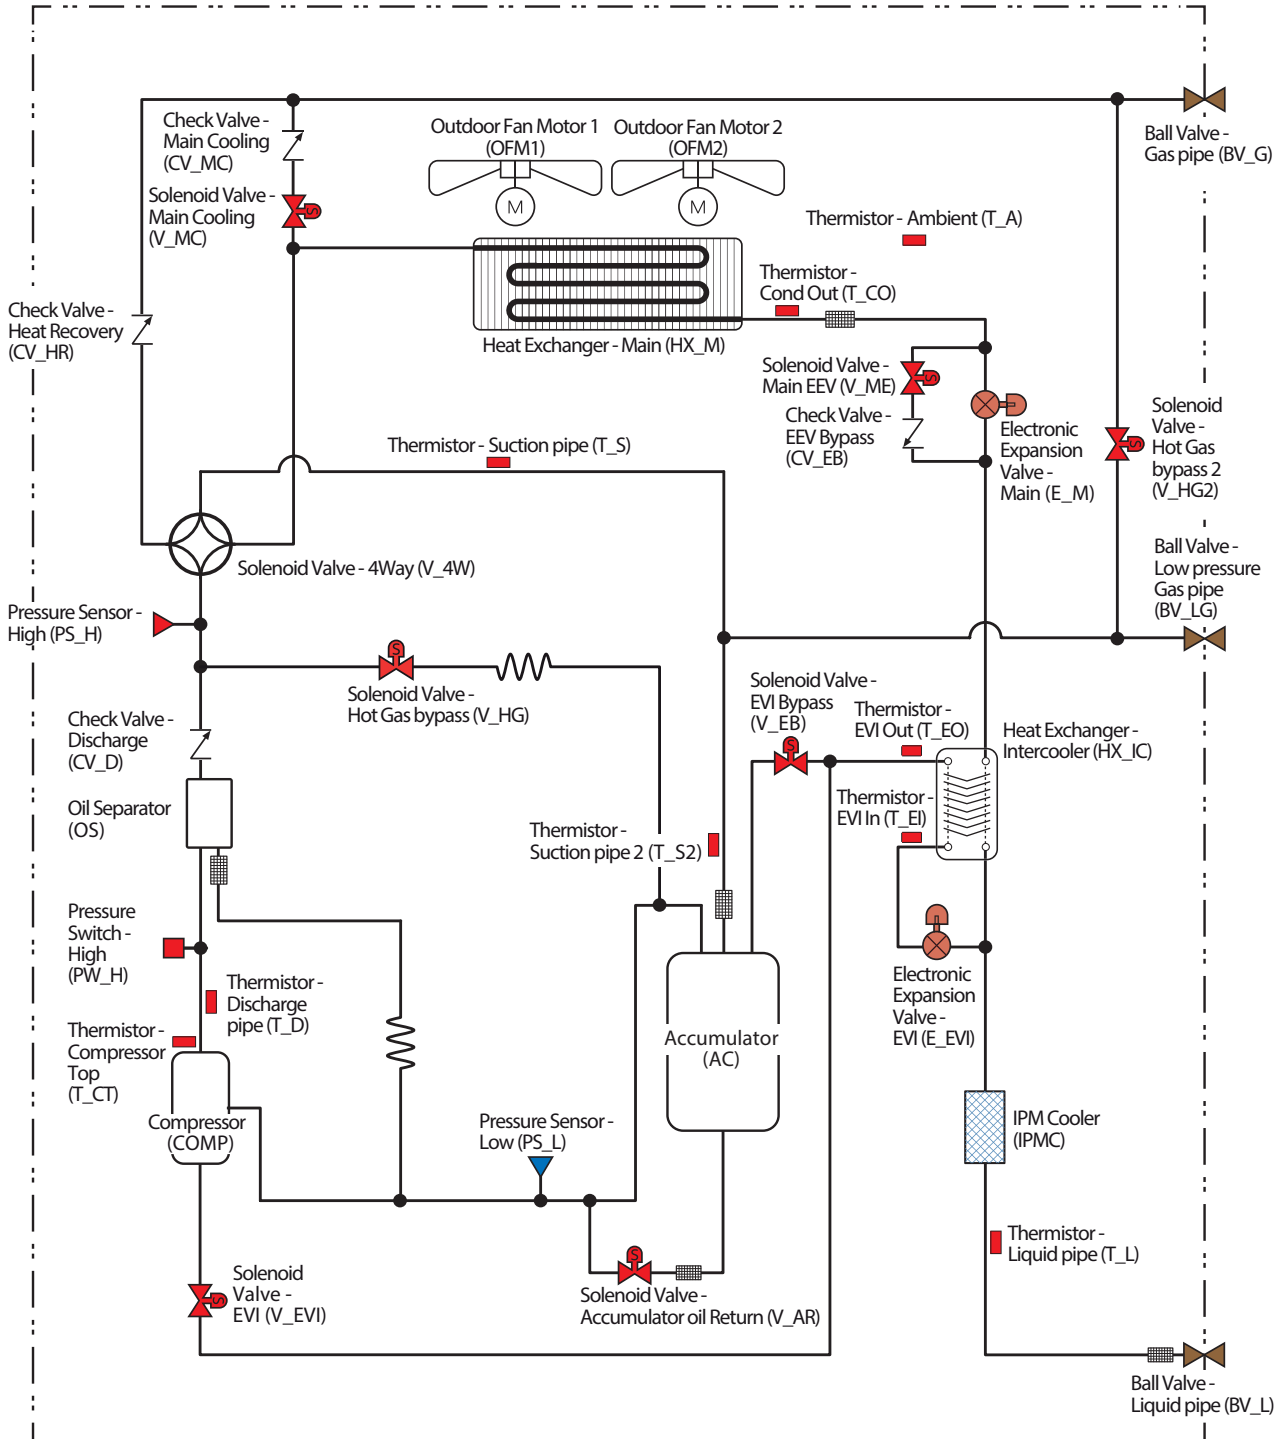 Check Valve -
Main Cooling
(CV_MC)
Outdoor Fan Motor 1
(OFM1)
Outdoor Fan Motor 2
(OFM2)
M
M
Ball Valve -
Gas pipe (BV_G)
Solenoid Valve -
Main Cooling
(V_MC)
S
Thermistor - Ambient (T_A)
Thermistor -
Cond Out (T_CO)
Check Valve -
Heat Recovery
(CV_HR)
Heat Exchanger - Main (HX_M)
Solenoid Valve -
Main EEV (V_ME)
S
Check Valve -
EEV Bypass
(CV_EB)
Electronic
Expansion
Valve -
Main (E_M)
Solenoid
Valve -
Hot Gas
bypass 2
(V_HG2)
S
Thermistor - Suction pipe (T_S)
Solenoid Valve - 4Way (V_4W)
Ball Valve -
Low pressure
Gas pipe
(BV_LG)
Pressure Sensor -
High (PS_H)
S
Solenoid Valve -
Hot Gas bypass (V_HG)
Solenoid Valve -
EVI Bypass
(V_EB)
S
Thermistor -
EVI Out (T_EO)
Heat Exchanger -
Intercooler (HX_IC)
Check Valve -
Discharge
(CV_D)
Oil Separator
(OS)
Thermistor -
EVI In (T_EI)
Thermistor -
Suction pipe 2 (T_S2)
Pressure
Switch -
High
(PW_H)
Thermistor -
Discharge
pipe (T_D)
Electronic
Expansion
Valve -
EVI (E_EVI)
Thermistor -
Compressor
Top
(T_CT)
Accumulator
(AC)
Compressor
(COMP)
Pressure Sensor -
Low (PS_L)
IPM Cooler
(IPMC)
Thermistor -
Liquid pipe (T_L)
Solenoid
Valve -
EVI (V_EVI)
S
S
Solenoid Valve -
Accumulator oil Return (V_AR)
Ball Valve -
Liquid pipe (BV_L)